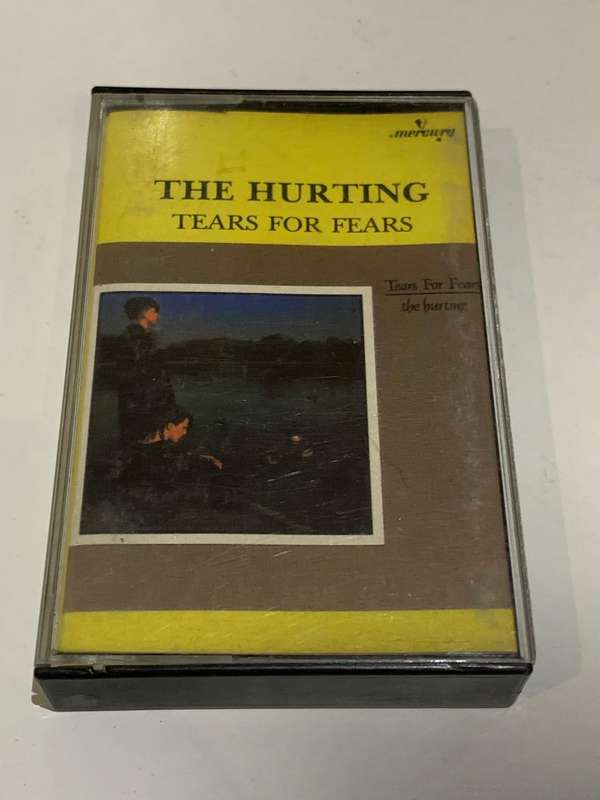 mercury
THE HURTING
TEARS FOR FEARS
Tears For Fears
the hurting